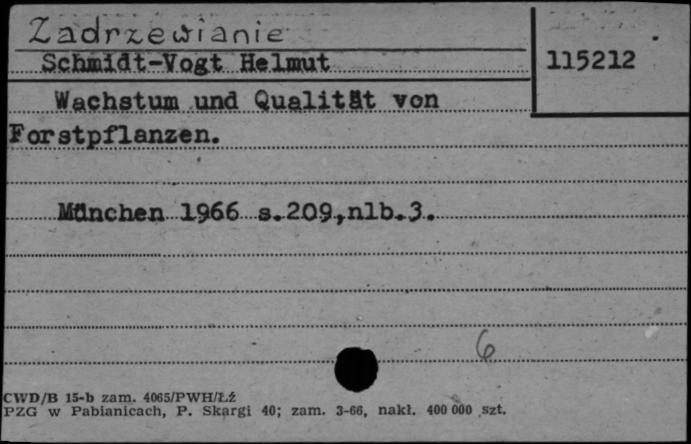 Zadrzewianie
Schmidt-Vogt Helmut
115212
Wachstum und Qualität von
Forstpflanzen.
München 1966 s.209,nlb.3.
6
CWD/B 15-b zam. 4065/PWH/Łź
PZG w Pabianicach, P. Skargi 40; zam. 3-66, nakł. 400 000 szt.